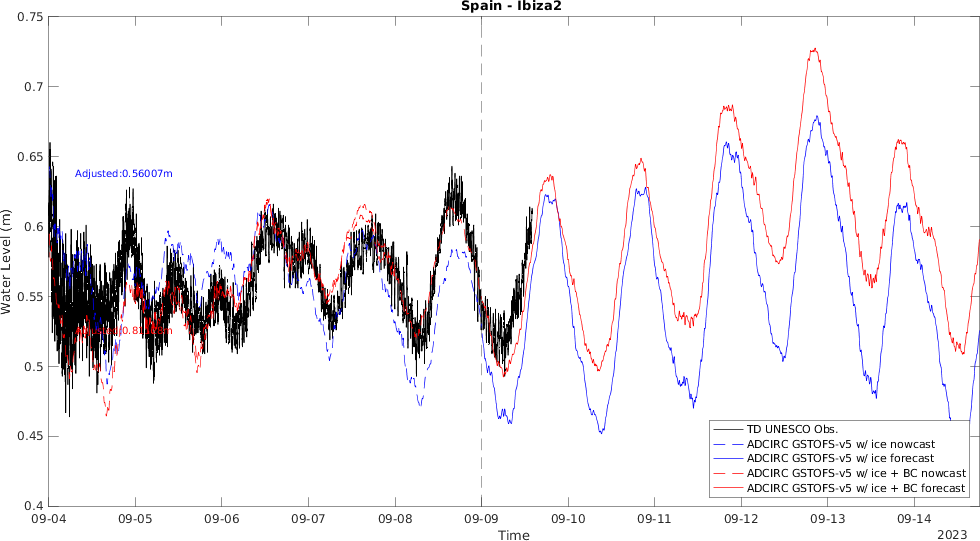 Spain - Ibiza2
0.75
0.7
0.65
0.6
0.55
0.5
0.45
0.4
Water Level (m)
Adjusted:0.56007m
09-04
09-05
09-06
09-07
09-08
09-09
09-10
09-11
09-12
09-13
09-14
Time
2023
TD UNESCO Obs.
ADCIRC GSTOFS-v5 w/ ice nowcast
ADCIRC GSTOFS-v5 w/ ice forecast
ADCIRC GSTOFS-v5 w/ ice + BC nowcast
ADCIRC GSTOFS-v5 w/ ice + BC forecast